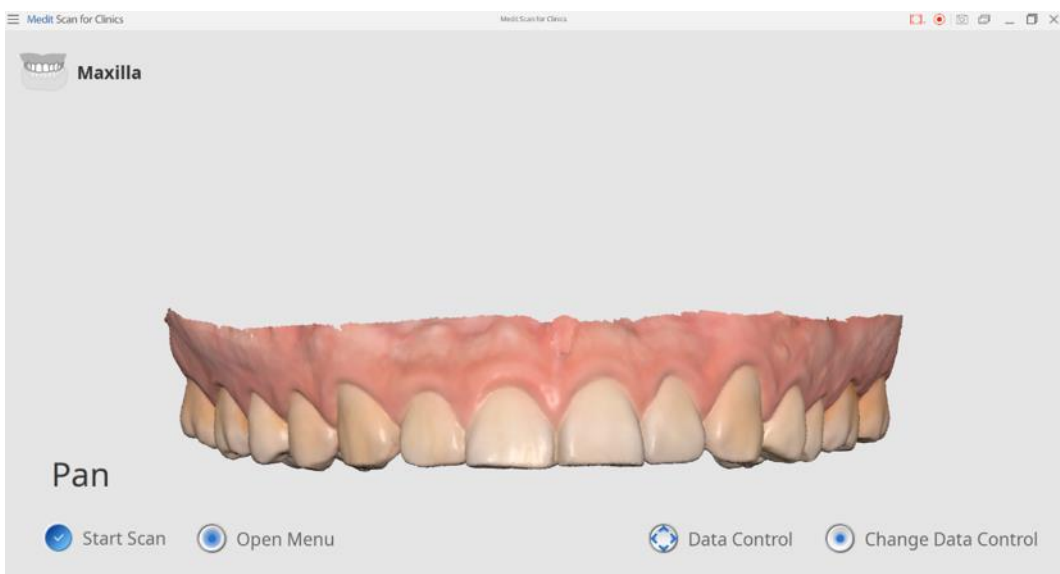 Medit Scan for Clinics
Medit Scan for Clinics
Maxilla
Pan
Start Scan
Open Menu
Data Control
Change Data Control